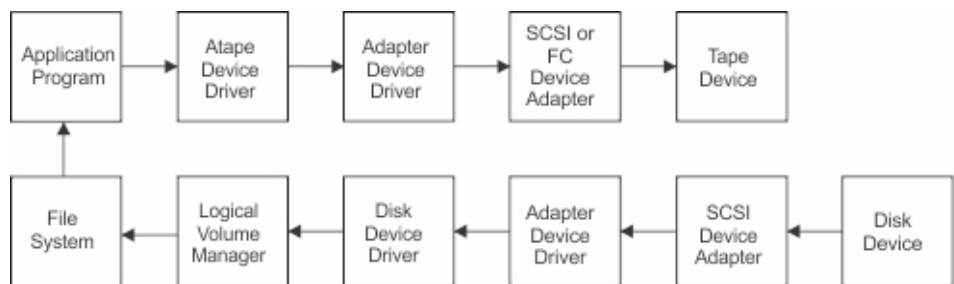 Application
Program
Atape
Device
Driver
Adapter
Device
Driver
SCSI or
FC
Device
Adapter
Tape
Device
File
System
Logical
Volume
Manager
Disk
Device
Driver
Adapter
Device
Driver
SCSI
Device
Adapter
Disk
Device